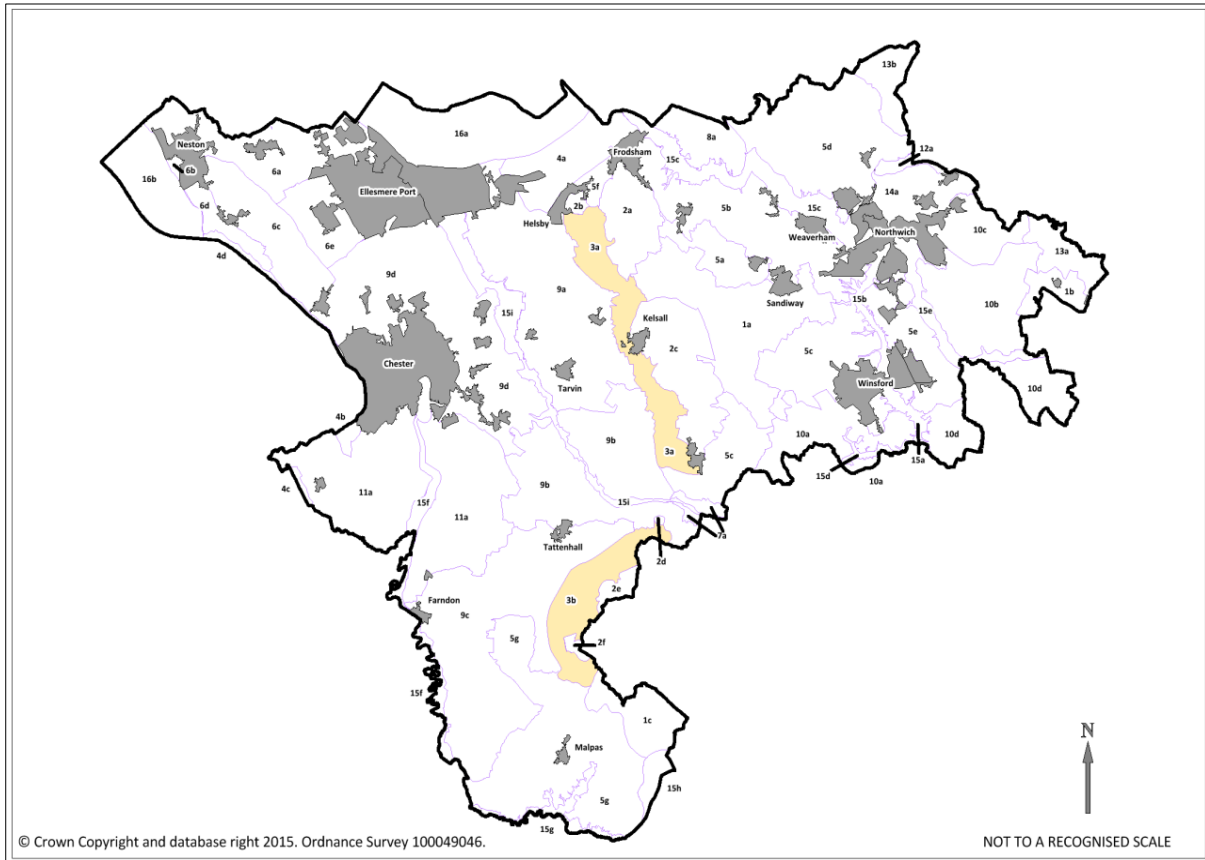 13b
16a
8a
Neston
5d
12a
Frodsham
15c
4a
6a
16b
6b
Ellesmere Port
5f
14a
2b
2a
5b
15c
6d
6c
Helsby
Weaverham
Northwich
10c
6e
3a
4d
13a
5a
9d
9a
Sandiway
1b
15b
10b
15i
15e
Kelsall
1a
5e
2c
5c
Chester
Tarvin
Winsford
9d
10d
4b
9b
10a
10d
3a
5c
15a
15d
10a
4c
11a
9b
15f
15i
11a
7a
Tattenhall
2d
2e
3b
Farndon
9c
5g
2f
15f
1c
N
Malpas
15h
5g
15g
© Crown Copyright and database right 2015. Ordnance Survey 100049046.
NOT TO A RECOGNISED SCALE